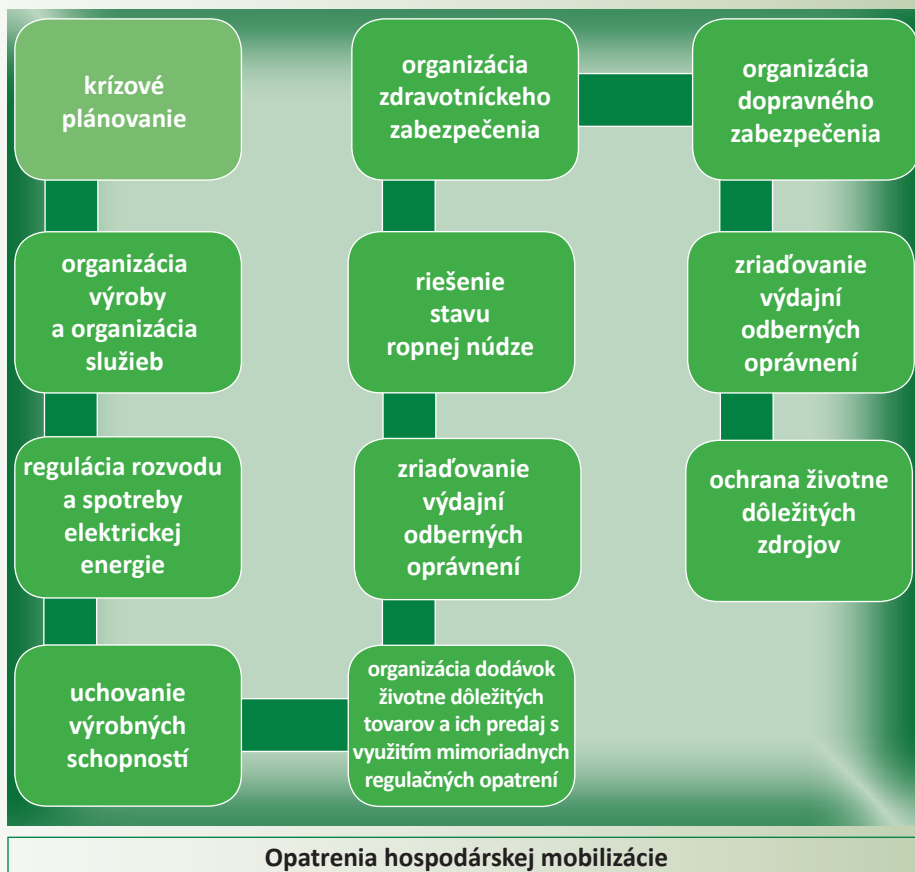 krízové
plánovanie
organizácia
výroby
a organizácia
služieb
regulácia rozvodu
a spotreby
elektrickej
energie
uchovanie
výrobných
schopností
organizácia dodávok
životne dôležitých
tovarov a ich predaj s
využitím mimoriadnych
regulačných opatrení
zriaďovanie
výdajní
odberných
oprávnení
riešenie
stavu
ropnej núdze
organizácia
zdravotníckeho
zabezpečenia
organizácia
dopravného
zabezpečenia
zriaďovanie
výdajní
odberných
oprávnení
ochrana životne
dôležitých
zdrojov
Opatrenia hospodárskej mobilizácie